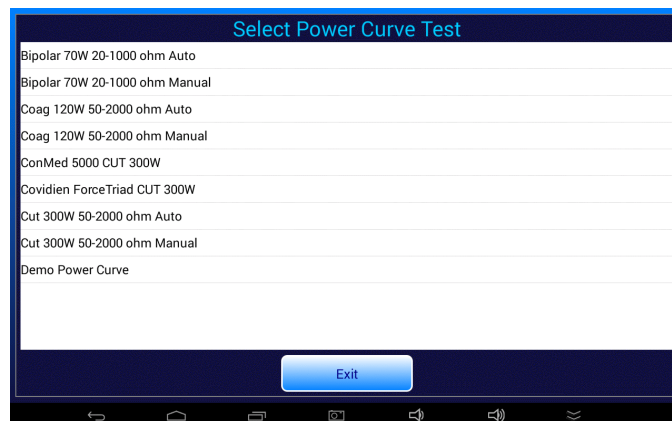 Select Power Curve Test
Bipolar 70W 20-1000 ohm Auto
Bipolar 70W 20-1000 ohm Manual
Coag 120W 50-2000 ohm Auto
Coag 120W 50-2000 ohm Manual
ConMed 5000 CUT 300W
Covidien ForceTriad CUT 300W
Cut 300W 50-2000 ohm Auto
Cut 300W 50-2000 ohm Manual
Demo Power Curve
Exit